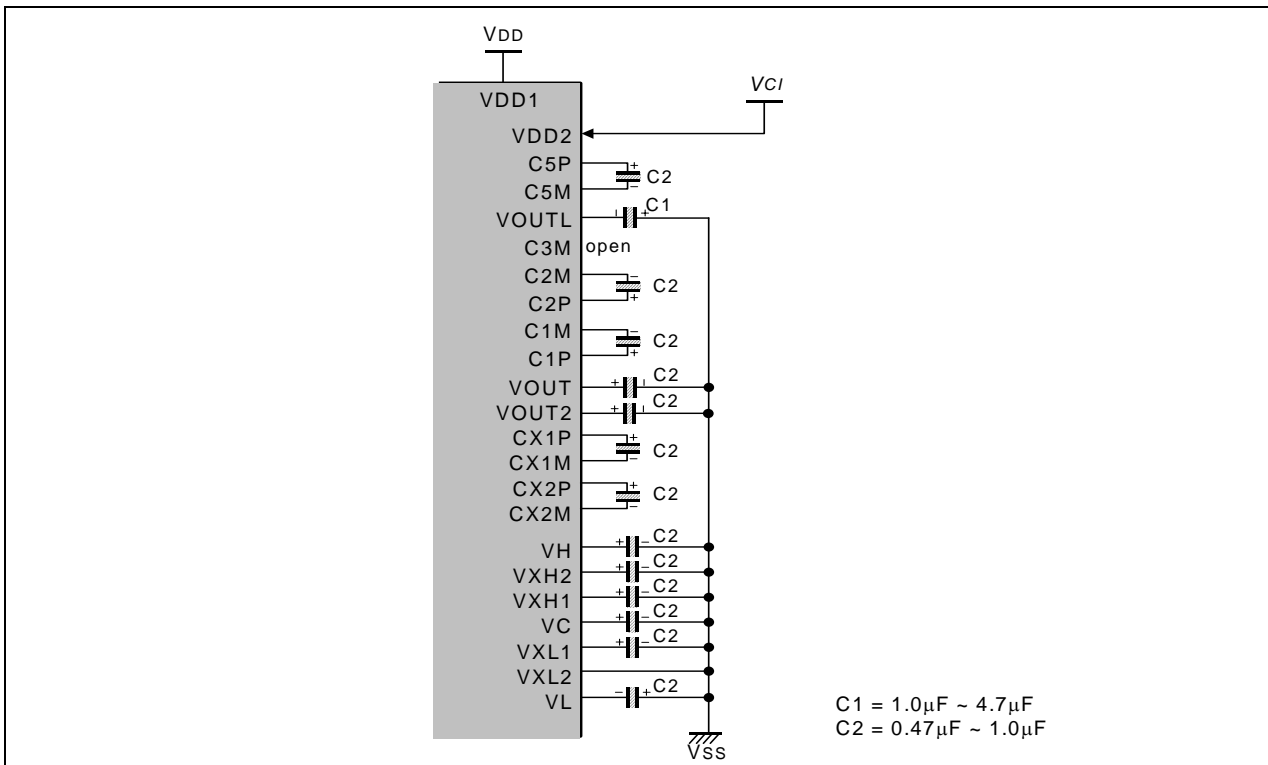 VDD
VCI
VDD1
VDD2
C5P
+
C2
C5M
−
VOUTL
− + C1
C3M open
C2M
−
C2
C2P
+
C1M
−
C2
C1P
+
VOUT + − C2
VOUT2 + − C2
CX1P
+
C2
CX1M
−
CX2P
+
C2
CX2M
−
VH + − C2
VXH2 + − C2
VXH1 + − C2
VC + − C2
VXL1 + − C2
VXL2
VL − + C2
C1 = 1.0μF ~ 4.7μF
C2 = 0.47μF ~ 1.0μF
VSS